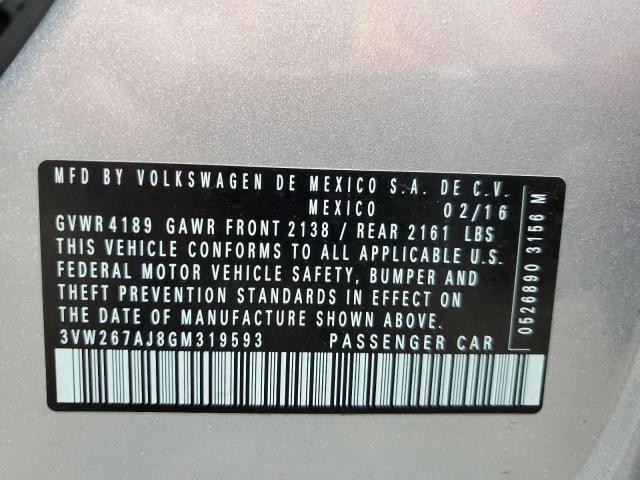 MFD BY VOLKSWAGEN DE MEXICO S.A. DE C.V.
MEXICO 02/16
GVWR 4189 GAWR FRONT 2138 / REAR 2161 LBS
THIS VEHICLE CONFORMS TO ALL APPLICABLE U.S.
FEDERAL MOTOR VEHICLE SAFETY, BUMPER AND
THEFT PREVENTION STANDARDS IN EFFECT ON
THE DATE OF MANUFACTURE SHOWN ABOVE.
3VW267AJ8GM319593 PASSENGER CAR
0526890 3156 M